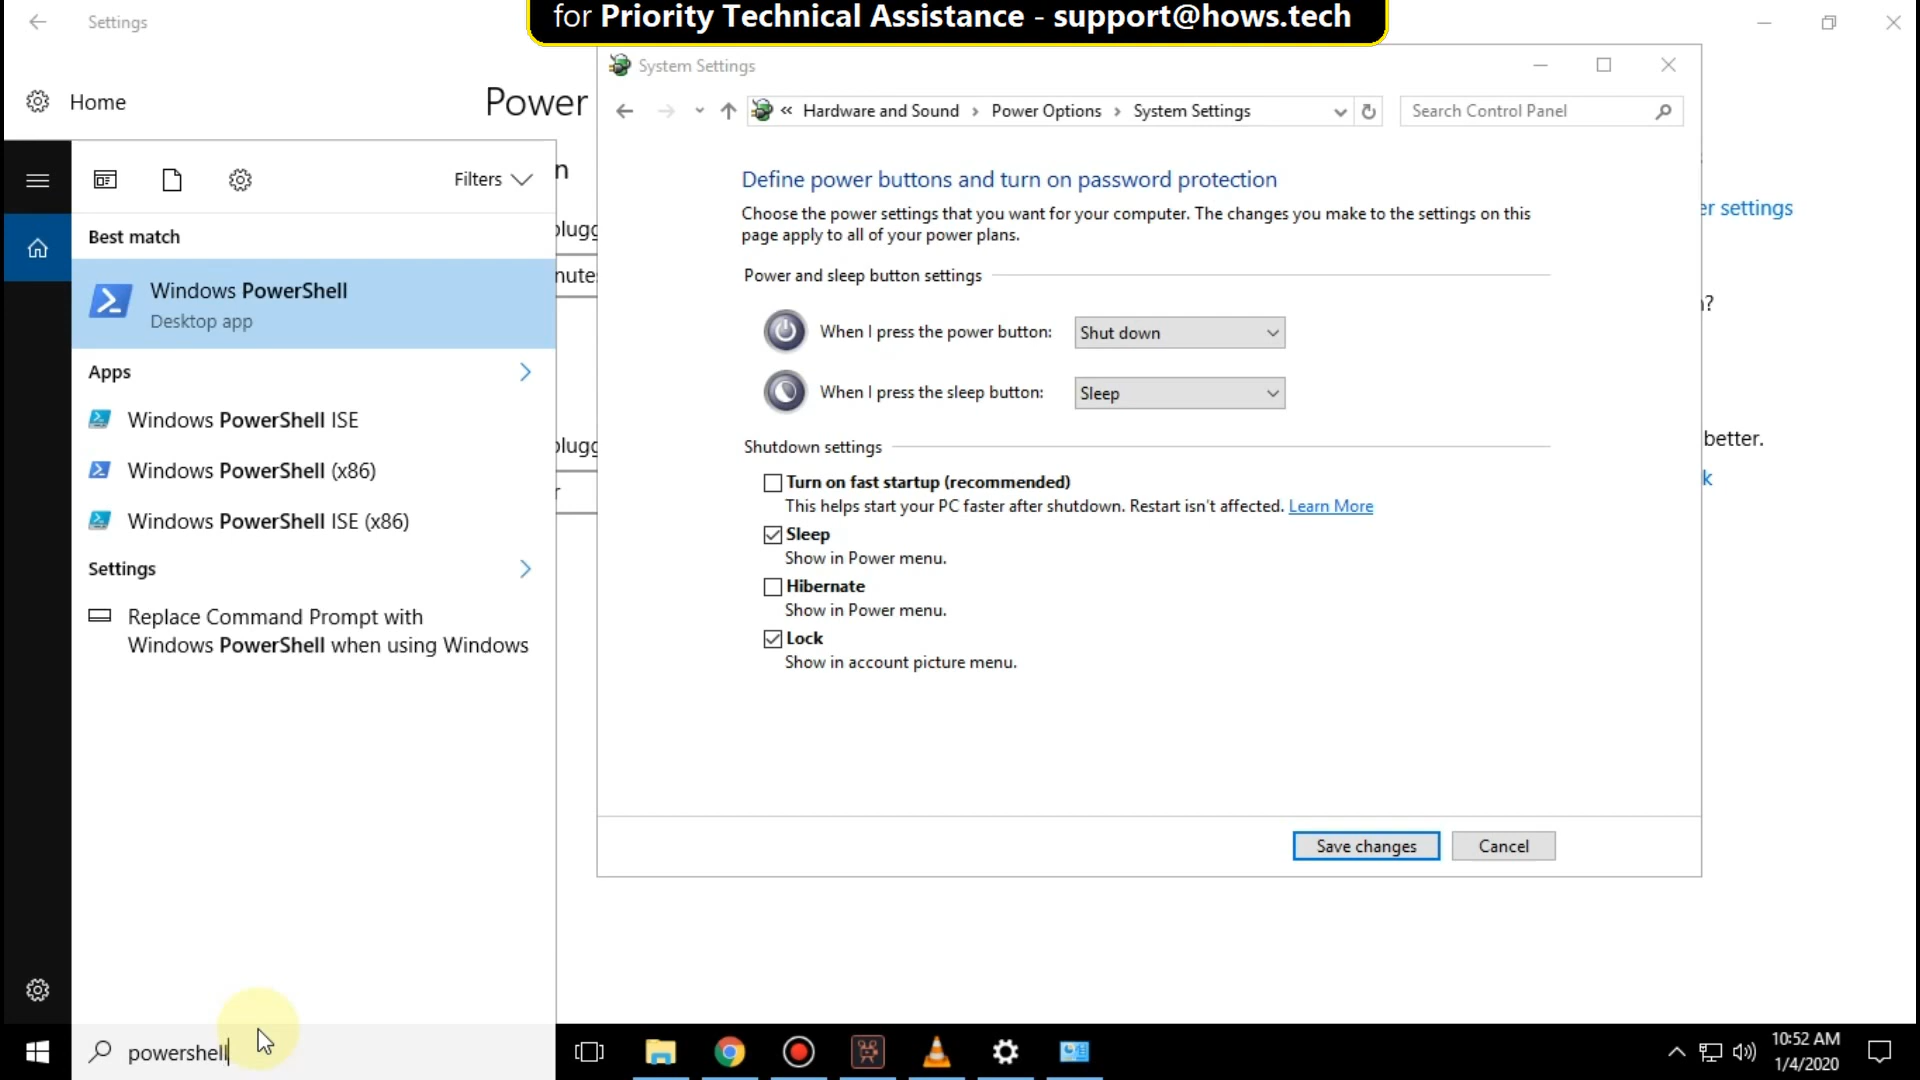 for Priority Technical Assistance - support@hows.tech
Settings
Home
Power
System Settings
« Hardware and Sound › Power Options › System Settings
Search Control Panel
Filters
Best match
Windows PowerShell
Desktop app
Apps
Windows PowerShell ISE
Windows PowerShell (x86)
Windows PowerShell ISE (x86)
Settings
Replace Command Prompt with
Windows PowerShell when using Windows
powershell
n
plugg
nute
plugg
r
Define power buttons and turn on password protection
Choose the power settings that you want for your computer. The changes you make to the settings on this
page apply to all of your power plans.
Power and sleep button settings
When I press the power button: Shut down
When I press the sleep button: Sleep
Shutdown settings
Turn on fast startup (recommended)
This helps start your PC faster after shutdown. Restart isn't affected. Learn More
Sleep
Show in Power menu.
Hibernate
Show in Power menu.
Lock
Show in account picture menu.
Save changes
Cancel
er settings
?
better.
k
10:52 AM
1/4/2020